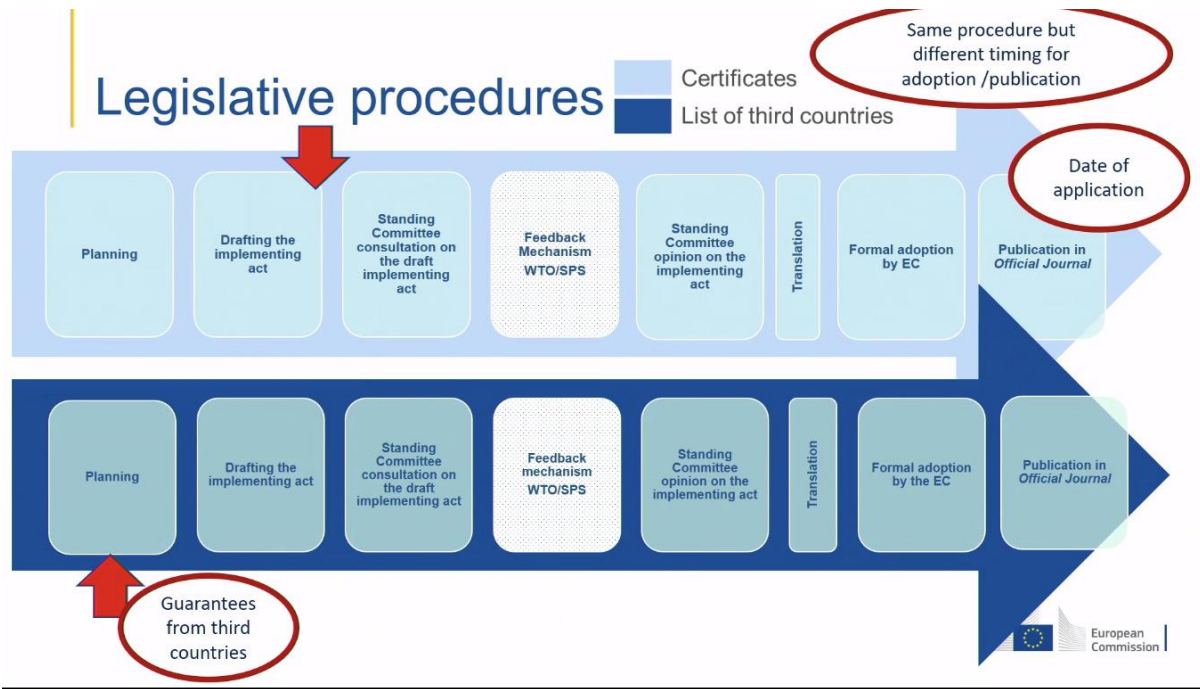 Same procedure but
different timing for
adoption /publication
Legislative procedures
Certificates
List of third countries
Date of
application
Planning
Drafting the
implementing
act
Standing
Committee
consultation on
the draft
implementing
act
Feedback
Mechanism
WTO/SPS
Standing
Committee
opinion on the
implementing
act
Translation
Formal adoption
by EC
Publication in
Official Journal
Planning
Drafting the
implementing act
Standing
Committee
consultation on
the draft
implementing act
Feedback
mechanism
WTO/SPS
Standing
Committee
opinion on the
implementing act
Translation
Formal adoption
by the EC
Publication in
Official Journal
Guarantees
from third
countries
European
Commission